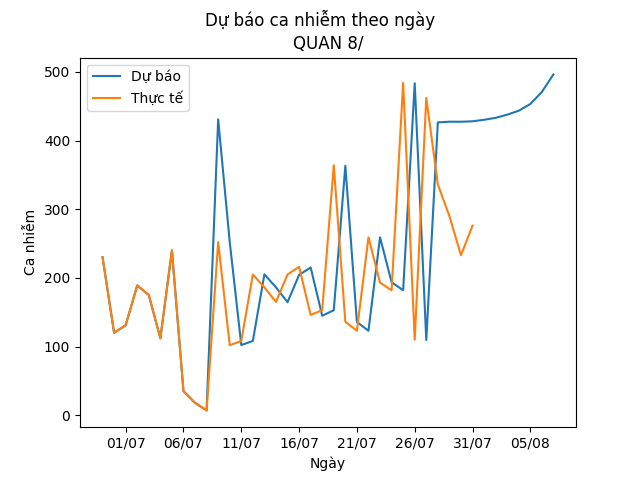 Dự báo ca nhiễm theo ngày
QUAN 8/
Dự báo
Thực tế
500
400
300
200
100
0
Ca nhiễm
01/07 06/07 11/07 16/07 21/07 26/07 31/07 05/08
Ngày